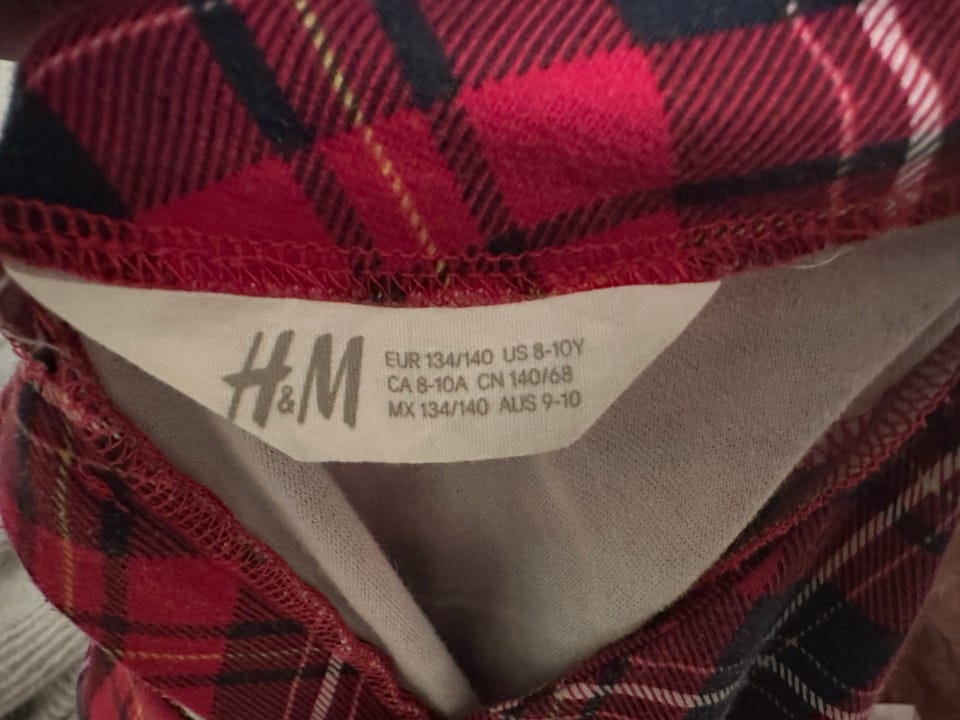 H&M
EUR 134/140 US 8-10Y
CA 8-10A CN 140/68
MX 134/140 AUS 9-10